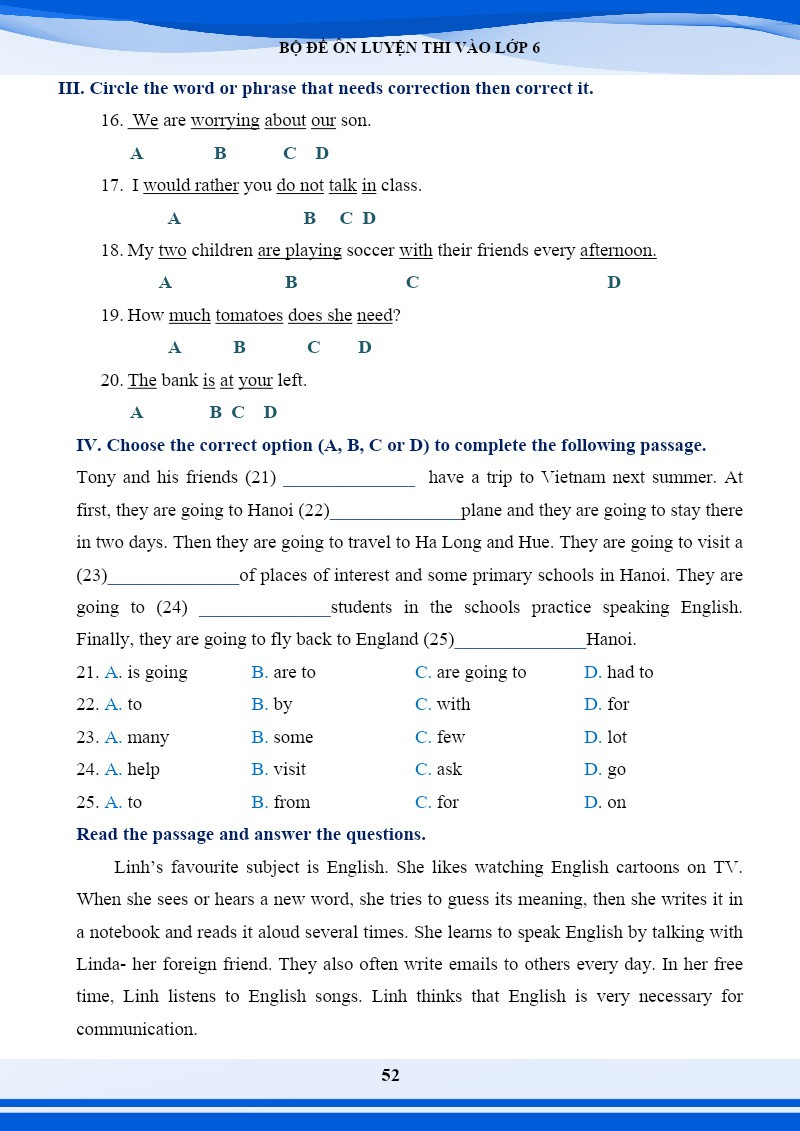 BỘ ĐỀ ÔN LUYỆN THI VÀO LỚP 6
III. Circle the word or phrase that needs correction then correct it.
16. We are worrying about our son.
A B C D
17. I would rather you do not talk in class.
A B C D
18. My two children are playing soccer with their friends every afternoon.
A B C D
19. How much tomatoes does she need?
A B C D
20. The bank is at your left.
A B C D
IV. Choose the correct option (A, B, C or D) to complete the following passage.
Tony and his friends (21) ______________ have a trip to Vietnam next summer. At
first, they are going to Hanoi (22)______________plane and they are going to stay there
in two days. Then they are going to travel to Ha Long and Hue. They are going to visit a
(23)______________of places of interest and some primary schools in Hanoi. They are
going to (24) ______________students in the schools practice speaking English.
Finally, they are going to fly back to England (25)______________Hanoi.
21. A. is going B. are to C. are going to D. had to
22. A. to B. by C. with D. for
23. A. many B. some C. few D. lot
24. A. help B. visit C. ask D. go
25. A. to B. from C. for D. on
Read the passage and answer the questions.
Linh’s favourite subject is English. She likes watching English cartoons on TV.
When she sees or hears a new word, she tries to guess its meaning, then she writes it in
a notebook and reads it aloud several times. She learns to speak English by talking with
Linda- her foreign friend. They also often write emails to others every day. In her free
time, Linh listens to English songs. Linh thinks that English is very necessary for
communication.
52